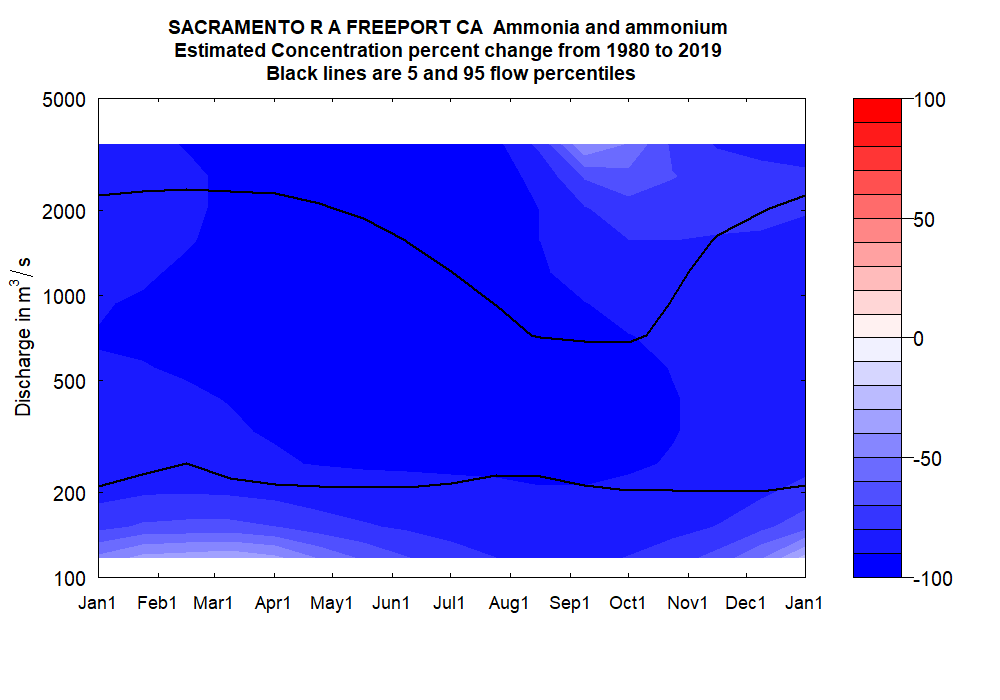 SACRAMENTO R A FREEPORT CA  Ammonia and ammonium
Estimated Concentration percent change from 1980 to 2019
Black lines are 5 and 95 flow percentiles
Discharge in m³/ s
5000
2000
1000
500
200
100
Jan1 Feb1 Mar1 Apr1 May1 Jun1 Jul1 Aug1 Sep1 Oct1 Nov1 Dec1 Jan1
100
50
0
-50
-100